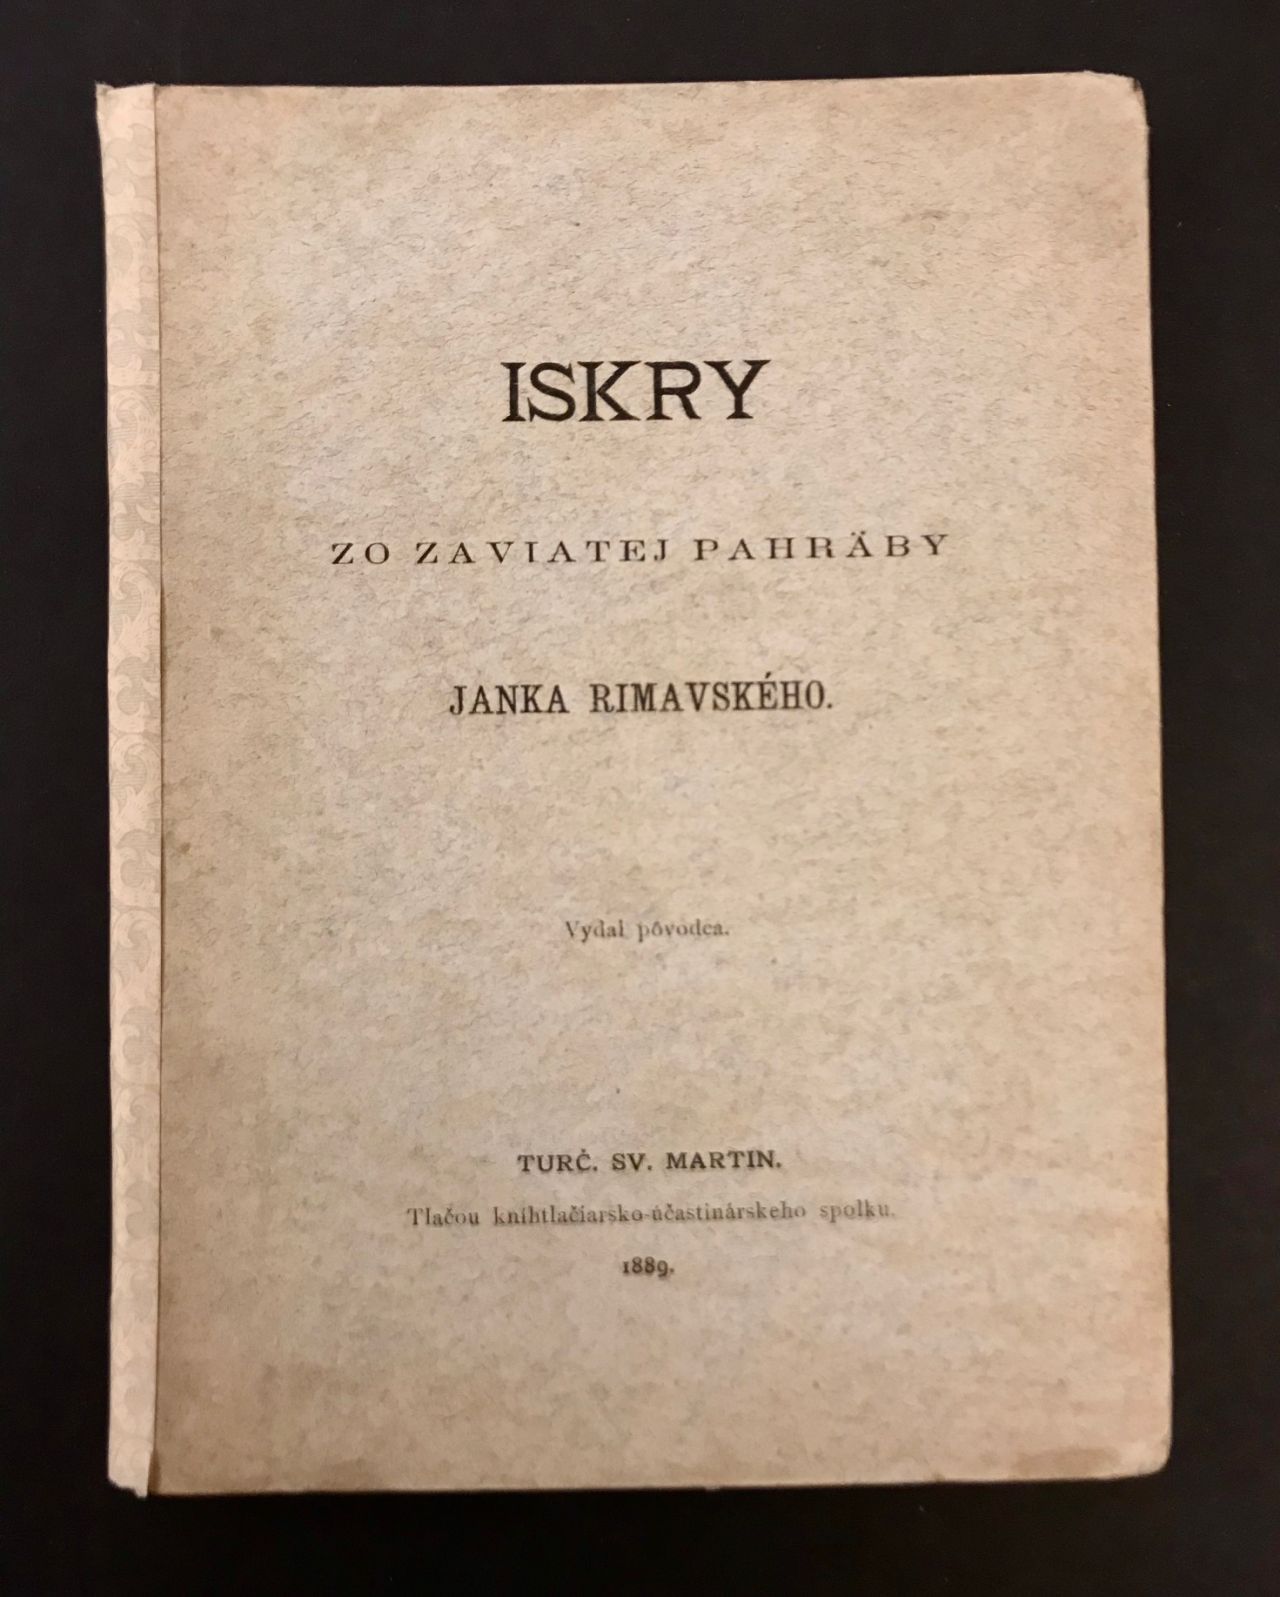 ISKRY
ZO ZAVIATEJ PAHRÄBY
JANKA RIMAVSKÉHO.
Vydal pôvodca.
TURČ. SV. MARTIN.
Tlačou kníhtlačiarsko-účastinárskeho spolku.
1889.